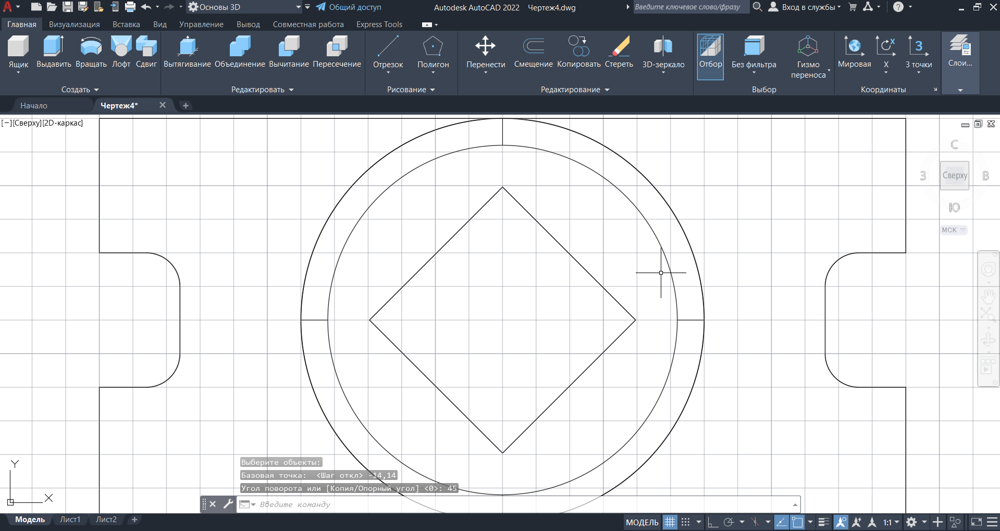 Основы 3D
Общий доступ
Autodesk AutoCAD 2022 Чертеж4.dwg
Введите ключевое слово/фразу
Вход в службы
Главная Визуализация Вставка Вид Управление Вывод Совместная работа Express Tools
Ящик Выдавить Вращать Лофт Сдвиг Вытягивание Объединение Вычитание Пересечение Отрезок Полигон Перенести Смещение Копировать Стереть 3D-зеркало Отбор Без фильтра Гизмо переноса Мировая X 3 точки Слои...
Создать Редактировать Рисование Редактирование Выбор Координаты
Начало Чертеж4*
[−][Сверху][2D-каркас]
С
З Сверху В
Ю
МСК
Y
X
Выберите объекты:
Базовая точка: <Шаг откл> -14,14
Угол поворота или [Копия/Опорный угол] <0>: 45
Введите команду
Модель Лист1 Лист2
МОДЕЛЬ 1:1